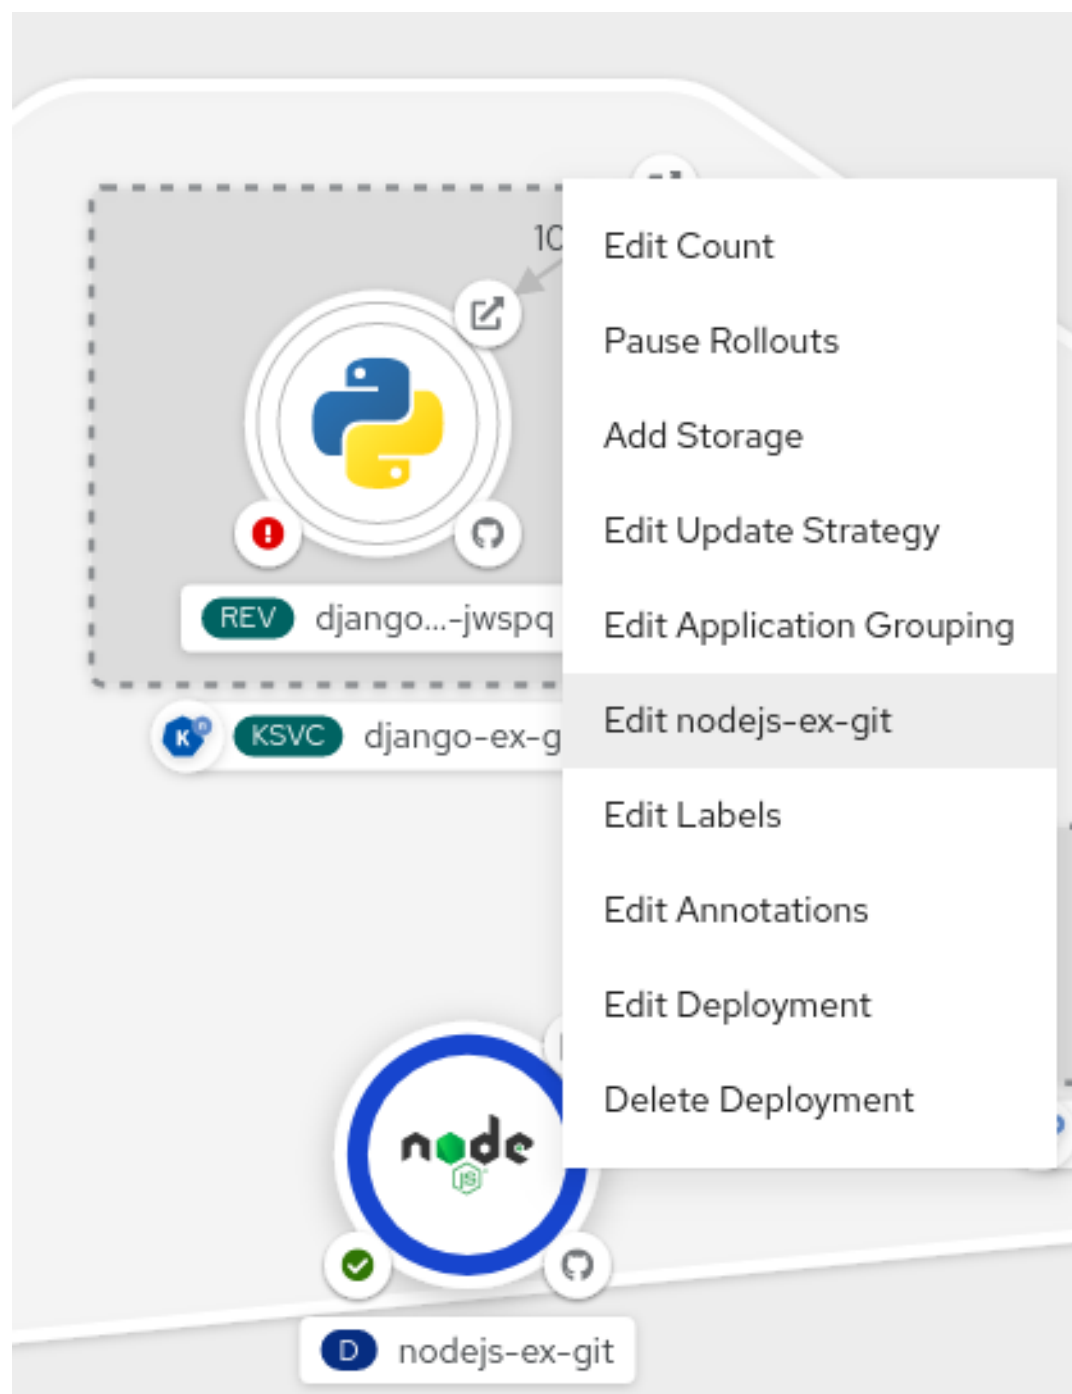 10
Edit Count
Pause Rollouts
Add Storage
Edit Update Strategy
REV django...-jwspq
Edit Application Grouping
K n
KSVC django-ex-g
Edit nodejs-ex-git
Edit Labels
Edit Annotations
Edit Deployment
Delete Deployment
node
JS
D nodejs-ex-git